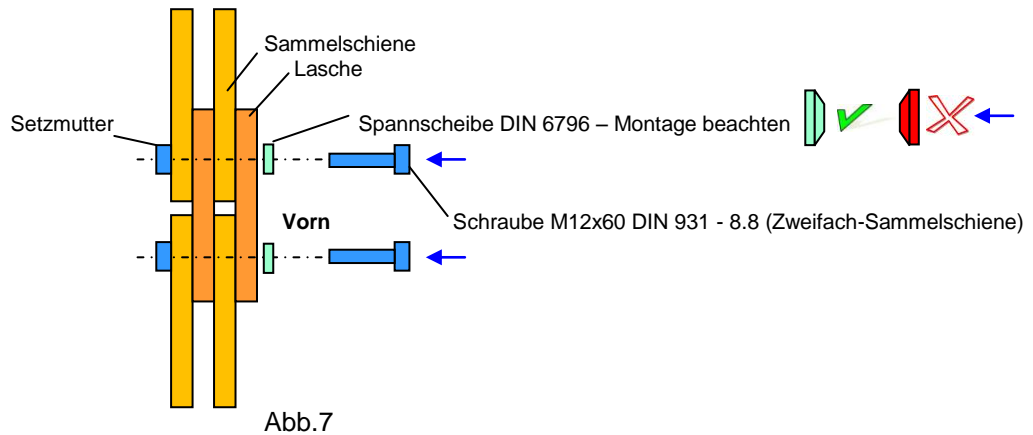 Sammelschiene
Lasche
Setzmutter
Spannscheibe DIN 6796 – Montage beachten
Vorn
Schraube M12x60 DIN 931 - 8.8 (Zweifach-Sammelschiene)
Abb.7